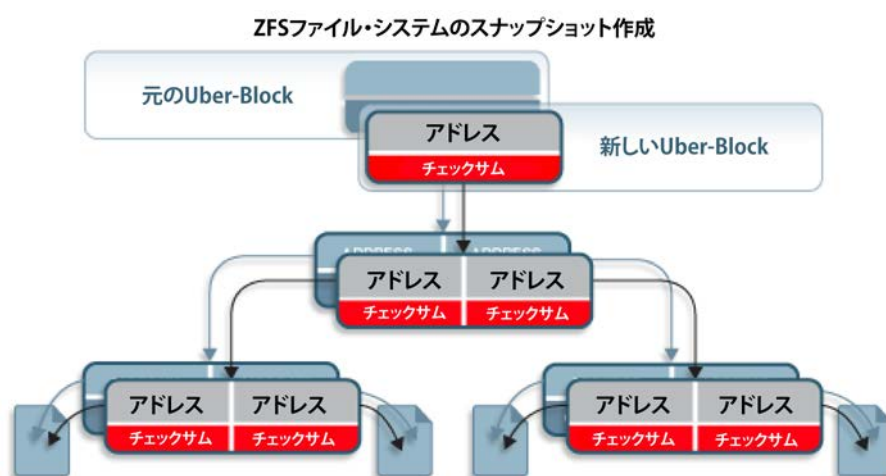 ZFSファイル・システムのスナップショット作成
元のUber-Block
アドレス
チェックサム
新しいUber-Block
ADDRESS ADDRESS
アドレス アドレス
チェックサム チェックサム
アドレス アドレス アドレス アドレス
チェックサム チェックサム チェックサム チェックサム